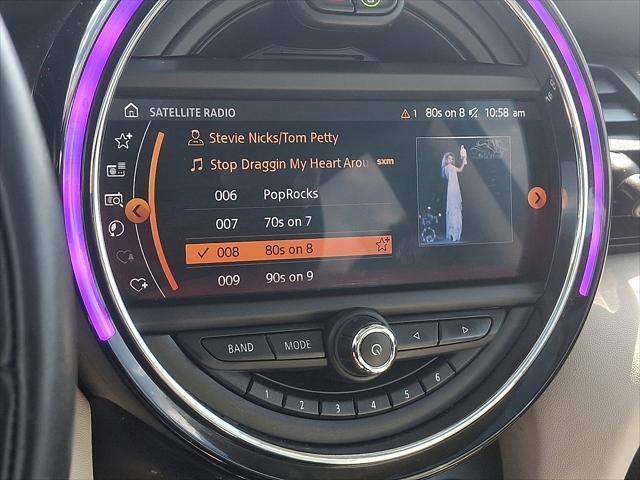 SATELLITE RADIO 1 80s on 8 10:58 am
Stevie Nicks/Tom Petty
Stop Draggin My Heart Arou sxm
006 PopRocks
007 70s on 7
008 80s on 8
009 90s on 9
BAND MODE
1 2 3 4 5 6